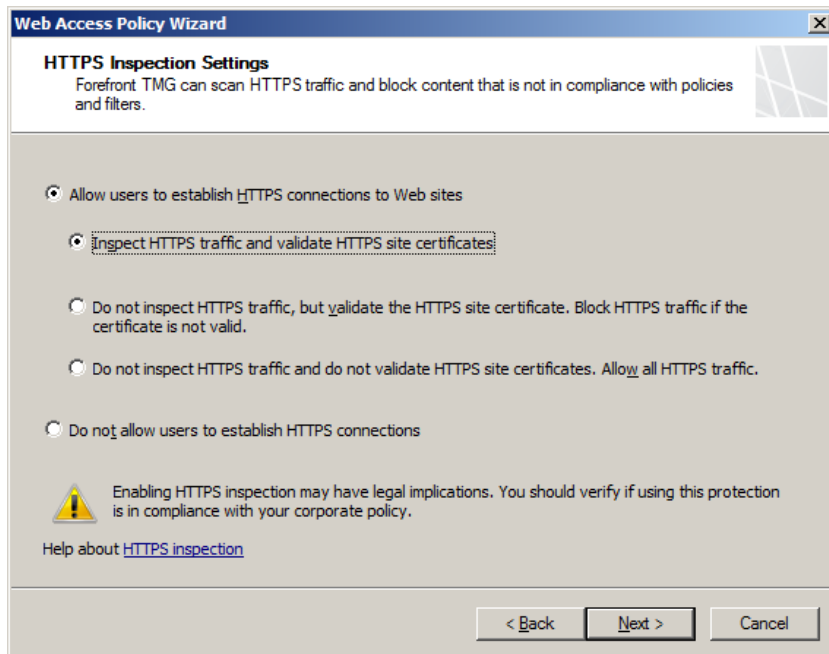 Web Access Policy Wizard
HTTPS Inspection Settings
Forefront TMG can scan HTTPS traffic and block content that is not in compliance with policies
and filters.
Allow users to establish HTTPS connections to Web sites
Inspect HTTPS traffic and validate HTTPS site certificates
Do not inspect HTTPS traffic, but validate the HTTPS site certificate. Block HTTPS traffic if the
certificate is not valid.
Do not inspect HTTPS traffic and do not validate HTTPS site certificates. Allow all HTTPS traffic.
Do not allow users to establish HTTPS connections
Enabling HTTPS inspection may have legal implications. You should verify if using this protection
is in compliance with your corporate policy.
Help about HTTPS inspection
< Back Next > Cancel